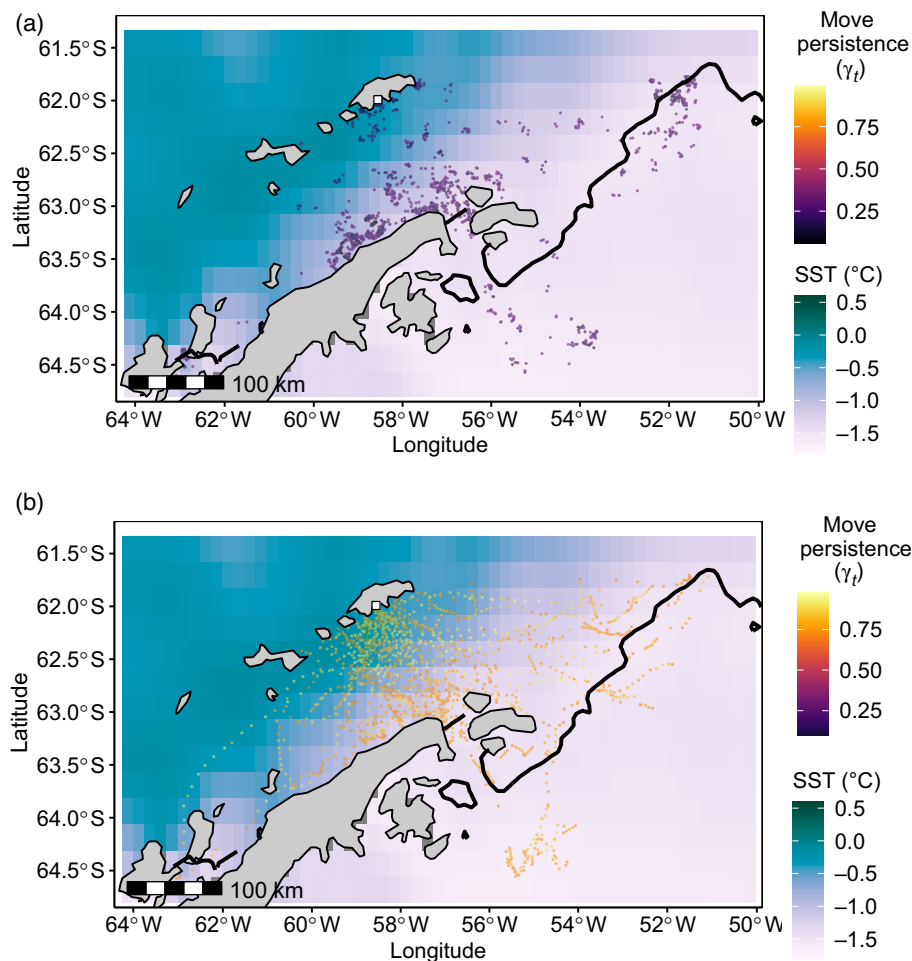 (a)
61.5°S
62.0°S
62.5°S
63.0°S
63.5°S
64.0°S
64.5°S
Latitude
100 km
64°W 62°W 60°W 58°W 56°W 54°W 52°W 50°W
Longitude
Move
persistence
(γt)
0.75
0.50
0.25
SST (°C)
0.5
0.0
−0.5
−1.0
−1.5
(b)
61.5°S
62.0°S
62.5°S
63.0°S
63.5°S
64.0°S
64.5°S
Latitude
100 km
64°W 62°W 60°W 58°W 56°W 54°W 52°W 50°W
Longitude
Move
persistence
(γt)
0.75
0.50
0.25
SST (°C)
0.5
0.0
−0.5
−1.0
−1.5